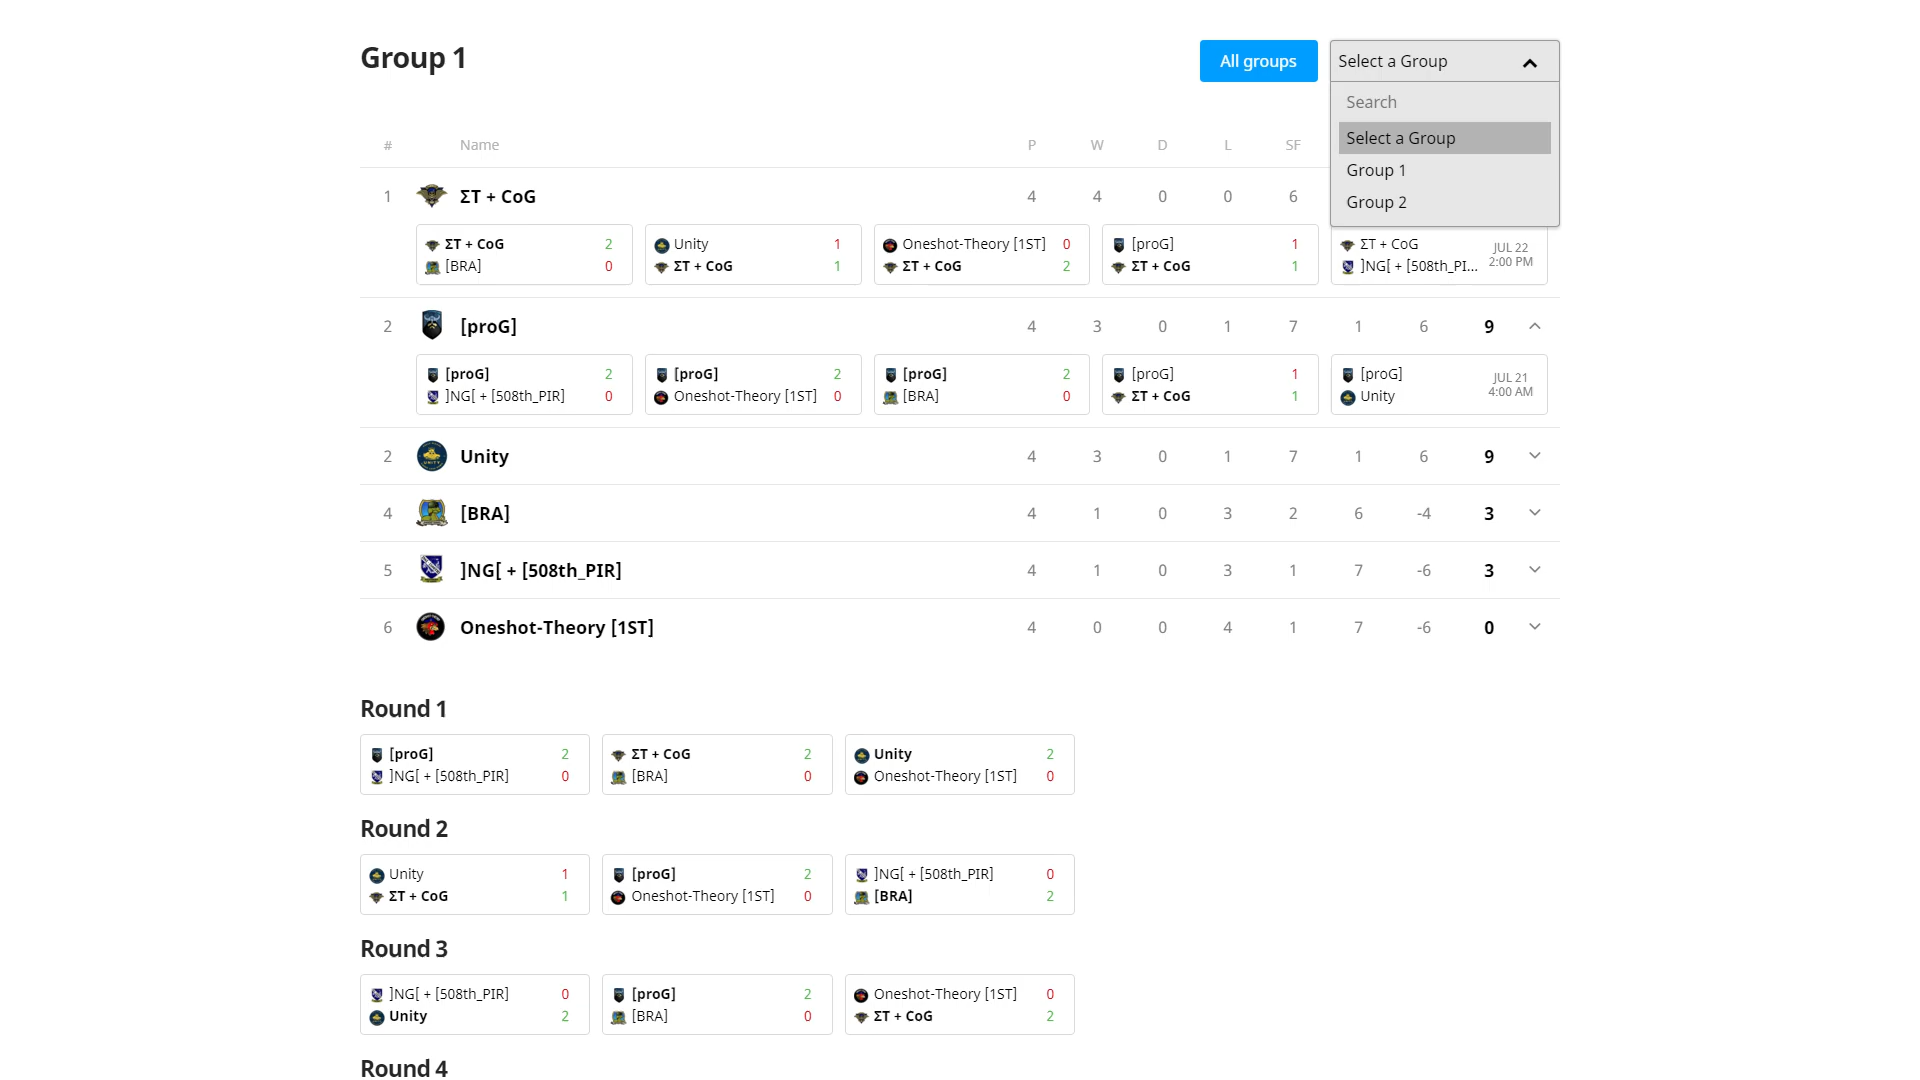 Group 1
All groups
Select a Group
Search
Select a Group
Group 1
Group 2
# Name P W D L SF
1 ΣT + CoG 4 4 0 0 6
ΣT + CoG 2
[BRA] 0
Unity 1
ΣT + CoG 1
Oneshot-Theory [1ST] 0
ΣT + CoG 2
[proG] 1
ΣT + CoG 1
ΣT + CoG
]NG[ + [508th_PI...
JUL 22
2:00 PM
2 [proG] 4 3 0 1 7 1 6 9
[proG] 2
]NG[ + [508th_PIR] 0
[proG] 2
Oneshot-Theory [1ST] 0
[proG] 2
[BRA] 0
[proG] 1
ΣT + CoG 1
[proG]
Unity
JUL 21
4:00 AM
2 Unity 4 3 0 1 7 1 6 9
4 [BRA] 4 1 0 3 2 6 -4 3
5 ]NG[ + [508th_PIR] 4 1 0 3 1 7 -6 3
6 Oneshot-Theory [1ST] 4 0 0 4 1 7 -6 0
Round 1
[proG] 2
]NG[ + [508th_PIR] 0
ΣT + CoG 2
[BRA] 0
Unity 2
Oneshot-Theory [1ST] 0
Round 2
Unity 1
ΣT + CoG 1
[proG] 2
Oneshot-Theory [1ST] 0
]NG[ + [508th_PIR] 0
[BRA] 2
Round 3
]NG[ + [508th_PIR] 0
Unity 2
[proG] 2
[BRA] 0
Oneshot-Theory [1ST] 0
ΣT + CoG 2
Round 4